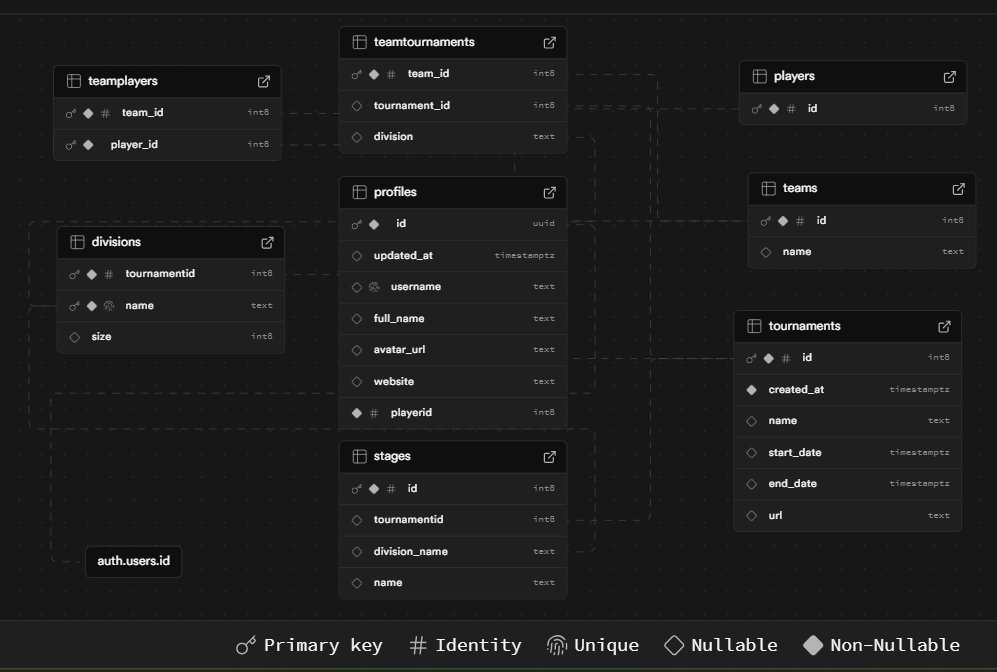 teamplayers
team_id int8
player_id int8
teamtournaments
team_id int8
tournament_id int8
division text
players
id int8
profiles
id uuid
updated_at timestamptz
username text
full_name text
avatar_url text
website text
playerid int8
teams
id int8
name text
divisions
tournamentid int8
name text
size int8
tournaments
id int8
created_at timestamptz
name text
start_date timestamptz
end_date timestamptz
url text
stages
id int8
tournamentid int8
division_name text
name text
auth.users.id
Primary key # Identity Unique Nullable Non-Nullable